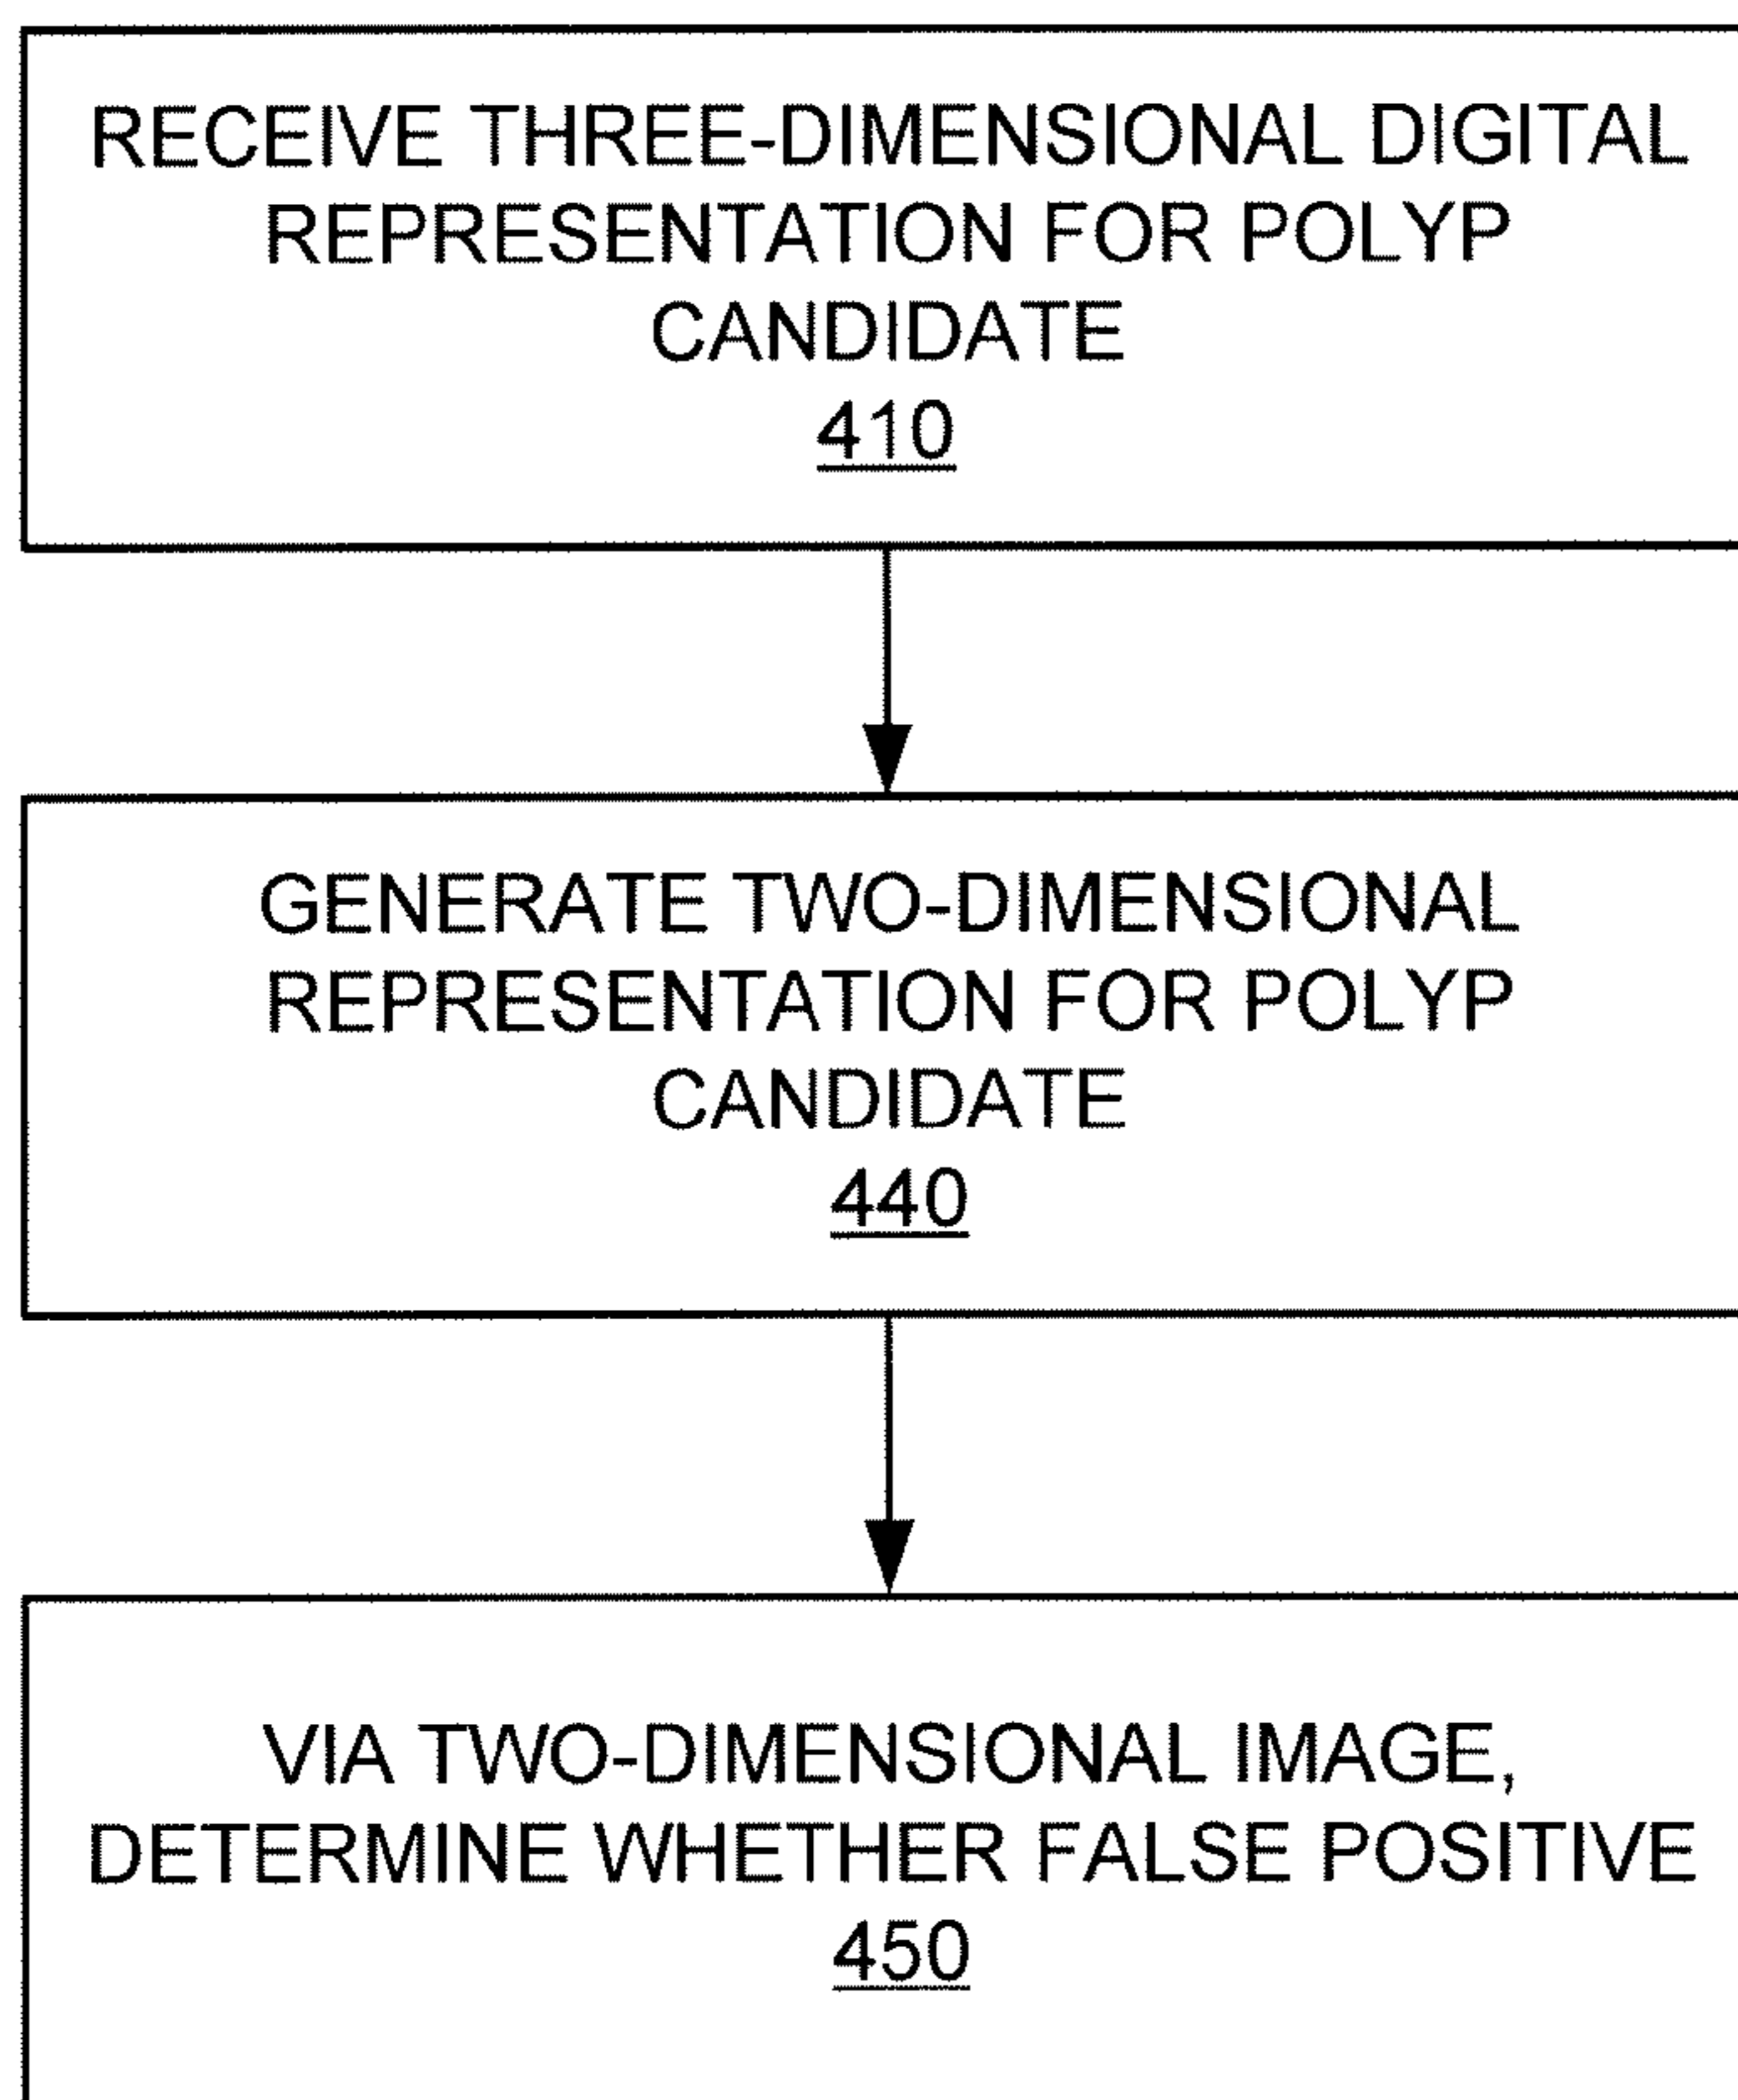 RECEIVE THREE-DIMENSIONAL DIGITAL
REPRESENTATION FOR POLYP
CANDIDATE
410
GENERATE TWO-DIMENSIONAL
REPRESENTATION FOR POLYP
CANDIDATE
440
VIA TWO-DIMENSIONAL IMAGE,
DETERMINE WHETHER FALSE POSITIVE
450